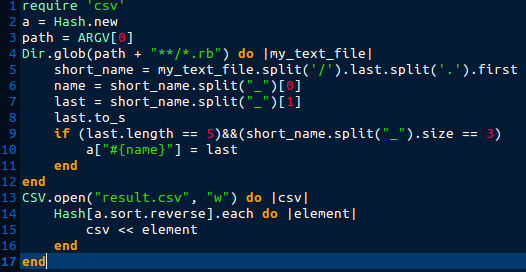 1 require 'csv'
2 a = Hash.new
3 path = ARGV[0]
4 Dir.glob(path + "**/*.rb") do |my_text_file|
5     short_name = my_text_file.split('/').last.split('.').first
6     name = short_name.split("_")[0]
7     last = short_name.split("_")[1]
8     last.to_s
9     if (last.length == 5)&&(short_name.split("_").size == 3)
10         a["#{name}"] = last
11     end
12 end
13 CSV.open("result.csv", "w") do |csv|
14     Hash[a.sort.reverse].each do |element|
15         csv << element
16     end
17 end